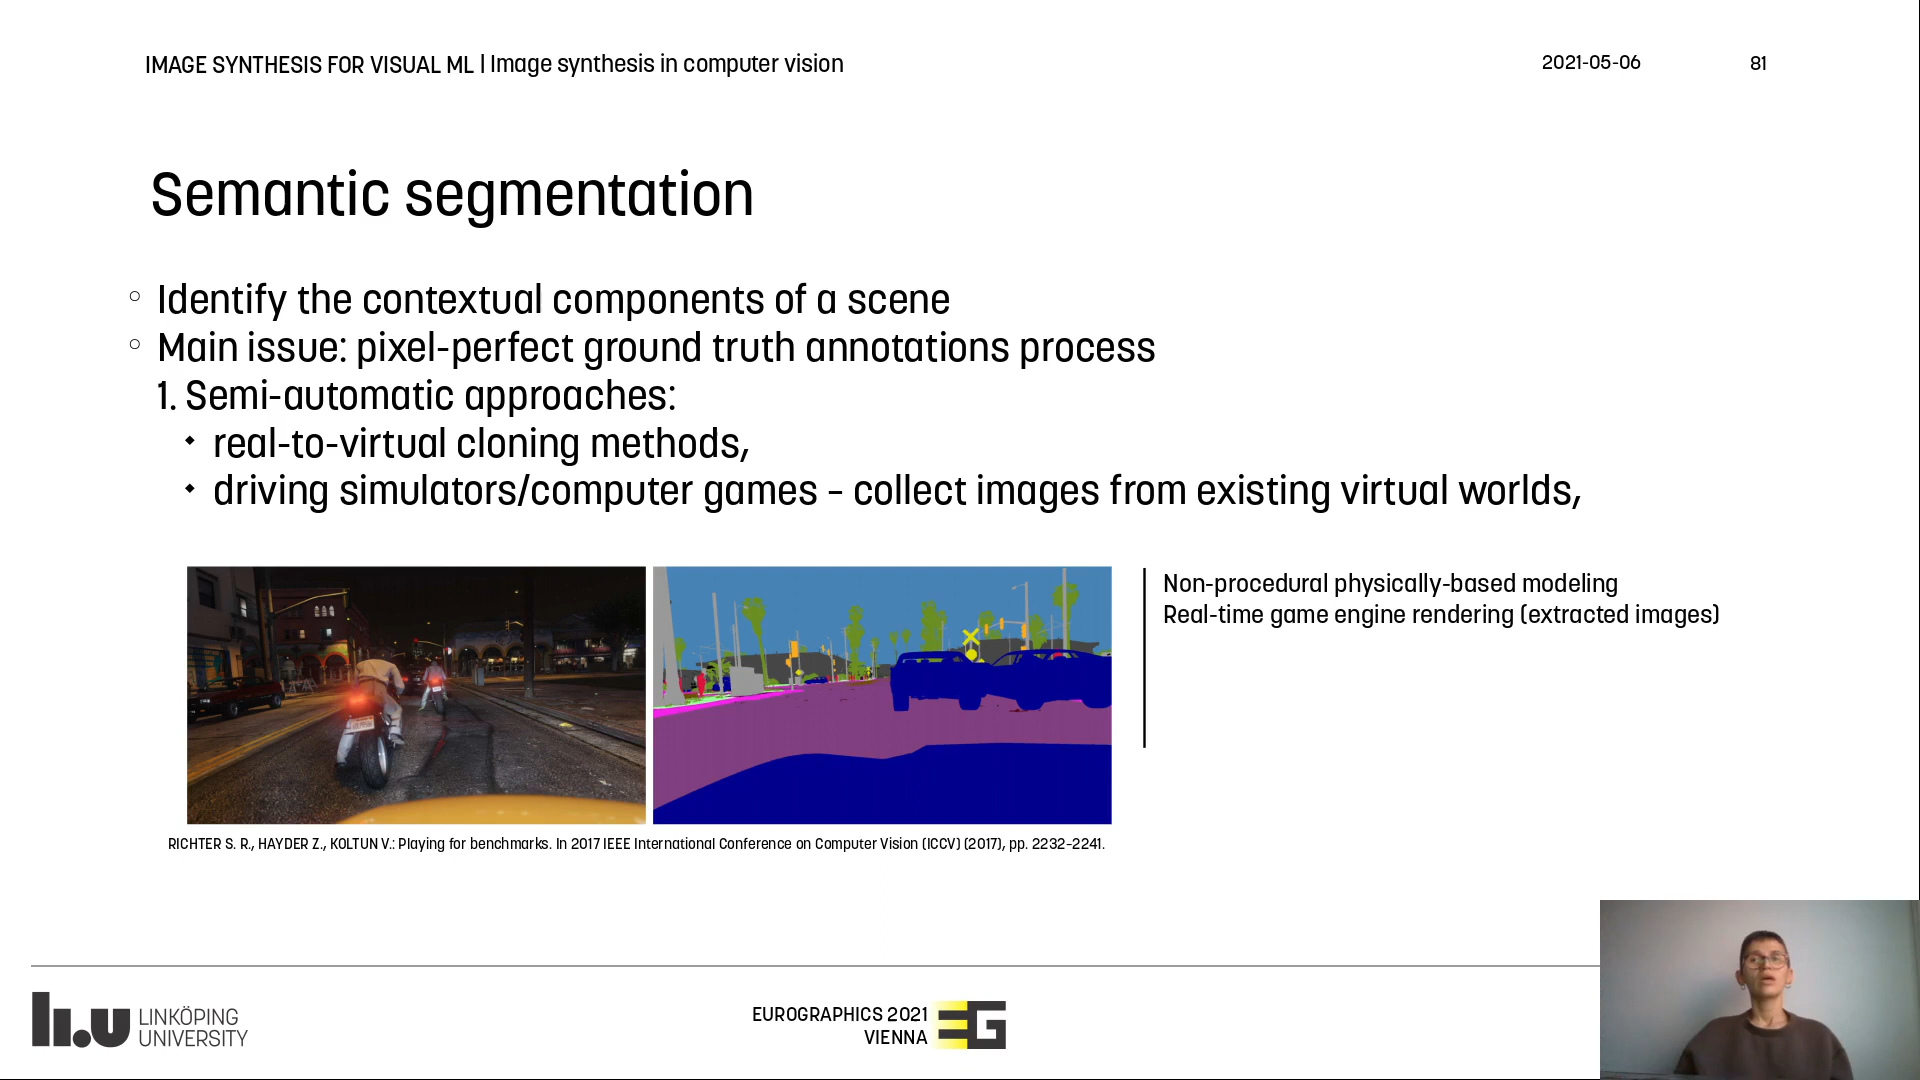 IMAGE SYNTHESIS FOR VISUAL ML | Image synthesis in computer vision
2021-05-06
81
Semantic segmentation
○ Identify the contextual components of a scene
○ Main issue: pixel-perfect ground truth annotations process
1. Semi-automatic approaches:
◆ real-to-virtual cloning methods,
◆ driving simulators/computer games – collect images from existing virtual worlds,
Non-procedural physically-based modeling
Real-time game engine rendering (extracted images)
RICHTER S. R., HAYDER Z., KOLTUN V.: Playing for benchmarks. In 2017 IEEE International Conference on Computer Vision (ICCV) (2017), pp. 2232–2241.
li.u LINKÖPING
UNIVERSITY
EUROGRAPHICS 2021
VIENNA
EG